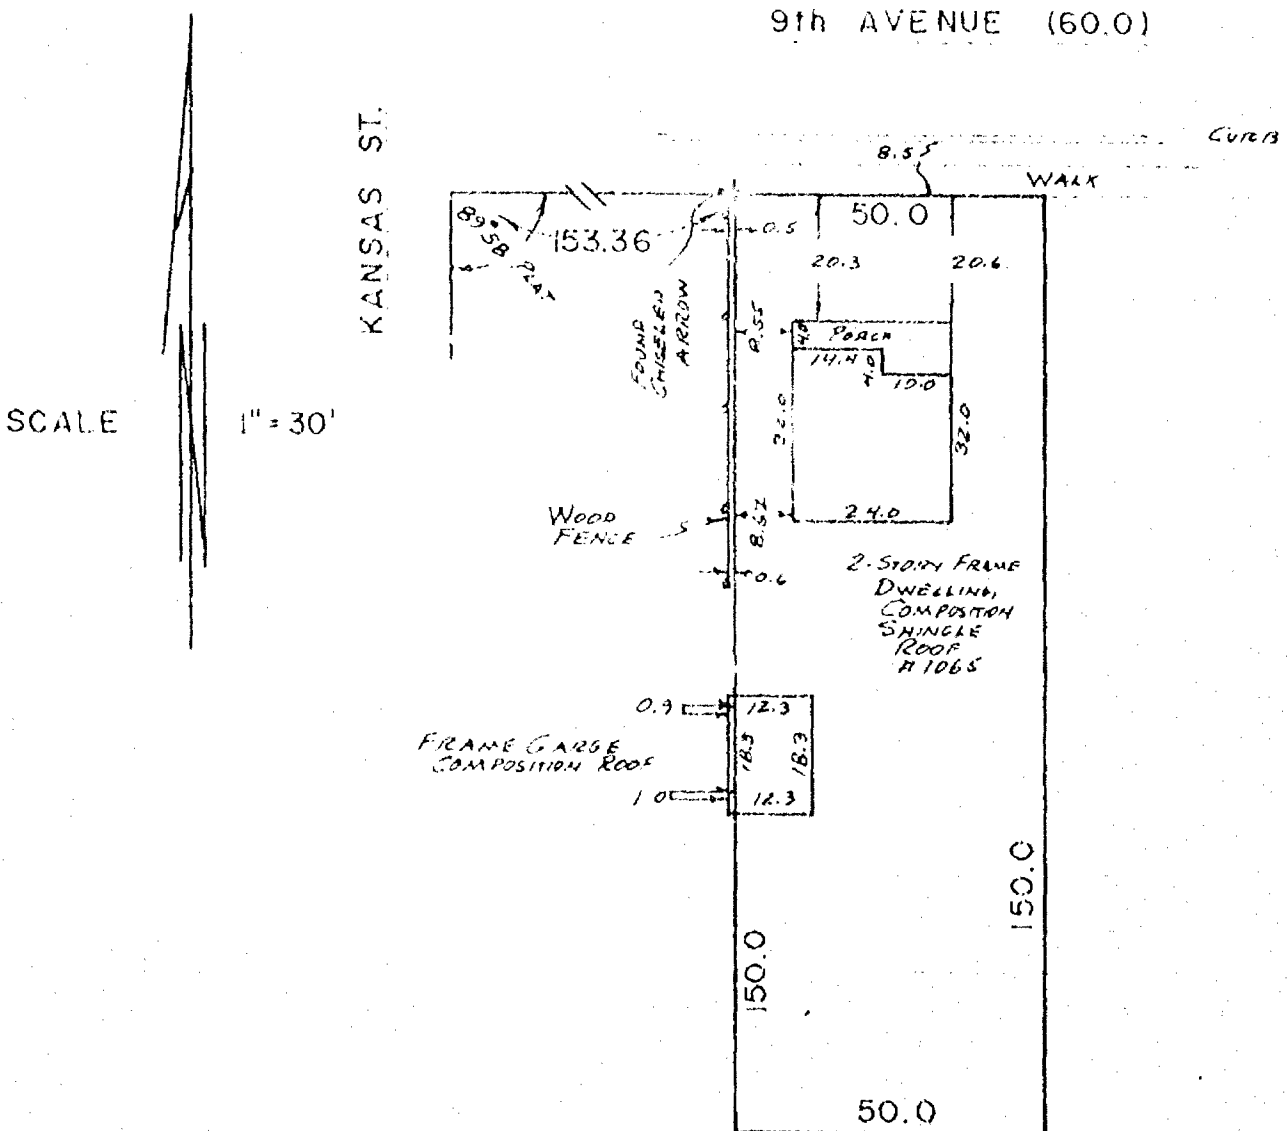 9th AVENUE (60.0)
KANSAS ST.
CURB
8.55
WALK
50.0
89°58 PLAT
153.36
0.5
20.3
20.6
FOUND
CHISELED
ARROW
8.55
4.0
PORCH
14.4
4.0
10.0
32.0
32.0
SCALE
1" = 30'
WOOD
FENCE
8.57
24.0
0.6
2-STORY FRAME
DWELLING,
COMPOSITION
SHINGLE
ROOF
#1065
0.9
12.3
FRAME GARGE
COMPOSITION ROOF
18.3
18.3
1.0
12.3
150.0
150.0
50.0